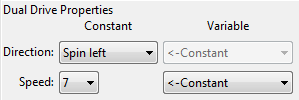 Dual Drive Properties
Constant Variable
Direction: Spin left <-Constant
Speed: 7 <-Constant